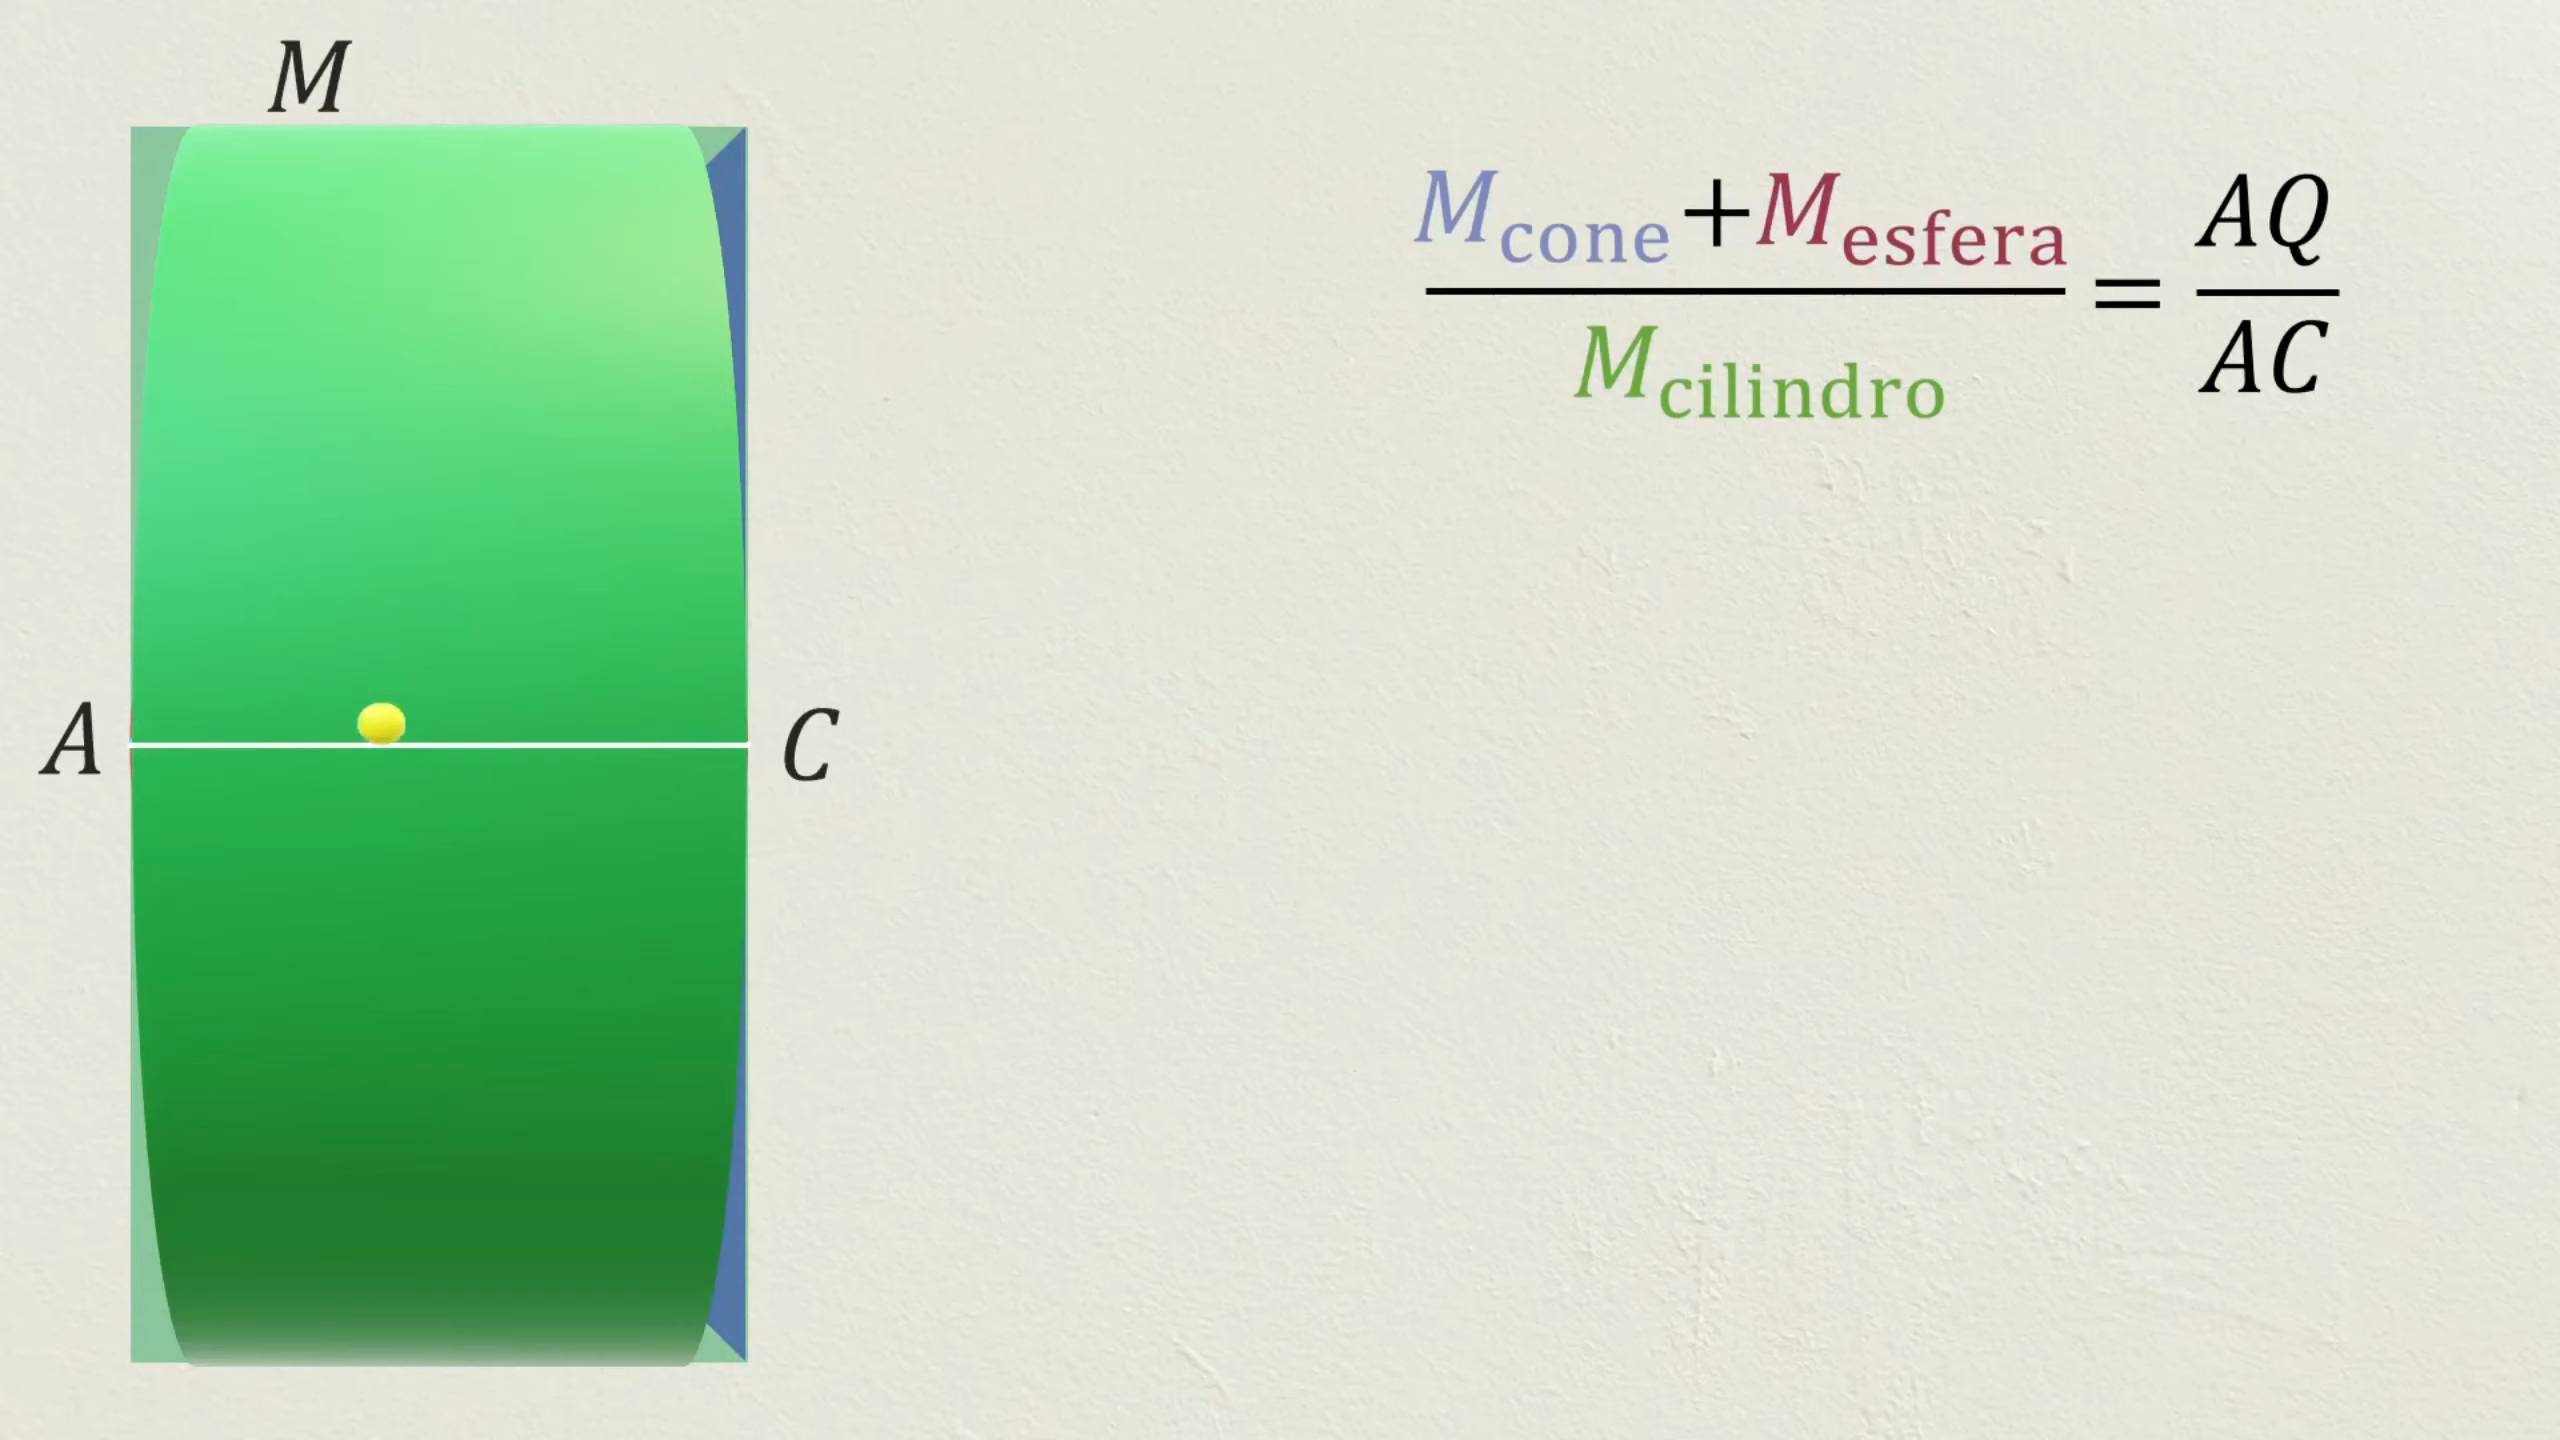 M
M_cone + M_esfera / M_cilindro = AQ / AC
A
C